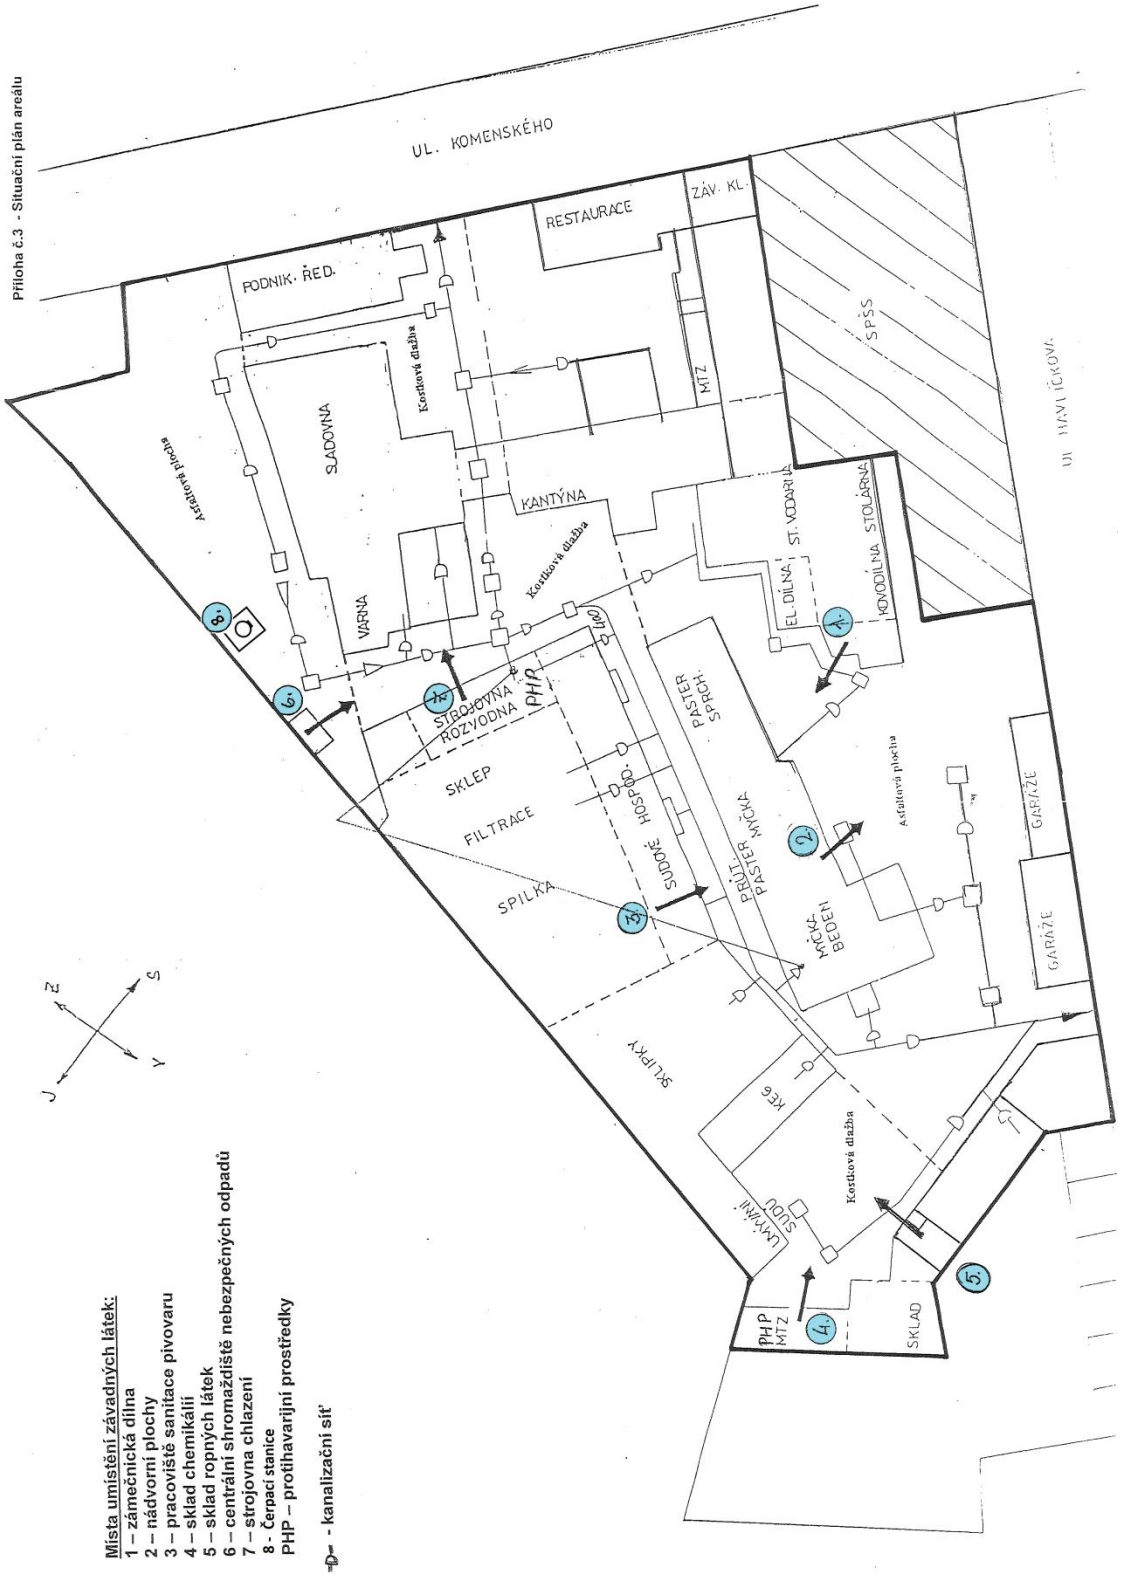 Příloha č.3 - Situační plán areálu
UL. KOMENSKÉHO
PODNIK. ŘED.
RESTAURACE
ZÁV. KL.
SPŠS
MTZ
Asfaltová plocha
SLADOVNA
Kostková dlažba
KANTÝNA
Kostková dlažba
VARNA
ST. VODÁRNA
EL. DÍLNA
KOVODÍLNA STOLÁRNA
8.
6.
7.
1.
400
STROJOVNA
ROZVODNA
PHP
PASTER
SPRCH.
SKLEP
FILTRACE
SPILKA
SUDOVÉ HOSPOD.
3.
PRŮT. PASTER
MYČKA
2.
MYČKA
BEDEN
Asfaltová plocha
GARÁŽE
GARÁŽE
SKLIPKY
KEG
Kostková dlažba
UMÝVÁNÍ
SUDŮ
PHP
MTZ
4.
SKLAD
5.
J
Z
V
S
Místa umístění závadných látek:
1 – zámečnická dílna
2 – nádvorní plochy
3 – pracoviště sanitace pivovaru
4 – sklad chemikálií
5 – sklad ropných látek
6 – centrální shromaždiště nebezpečných odpadů
7 – strojovna chlazení
8 - Čerpací stanice
PHP – protihavarijní prostředky
- kanalizační síť